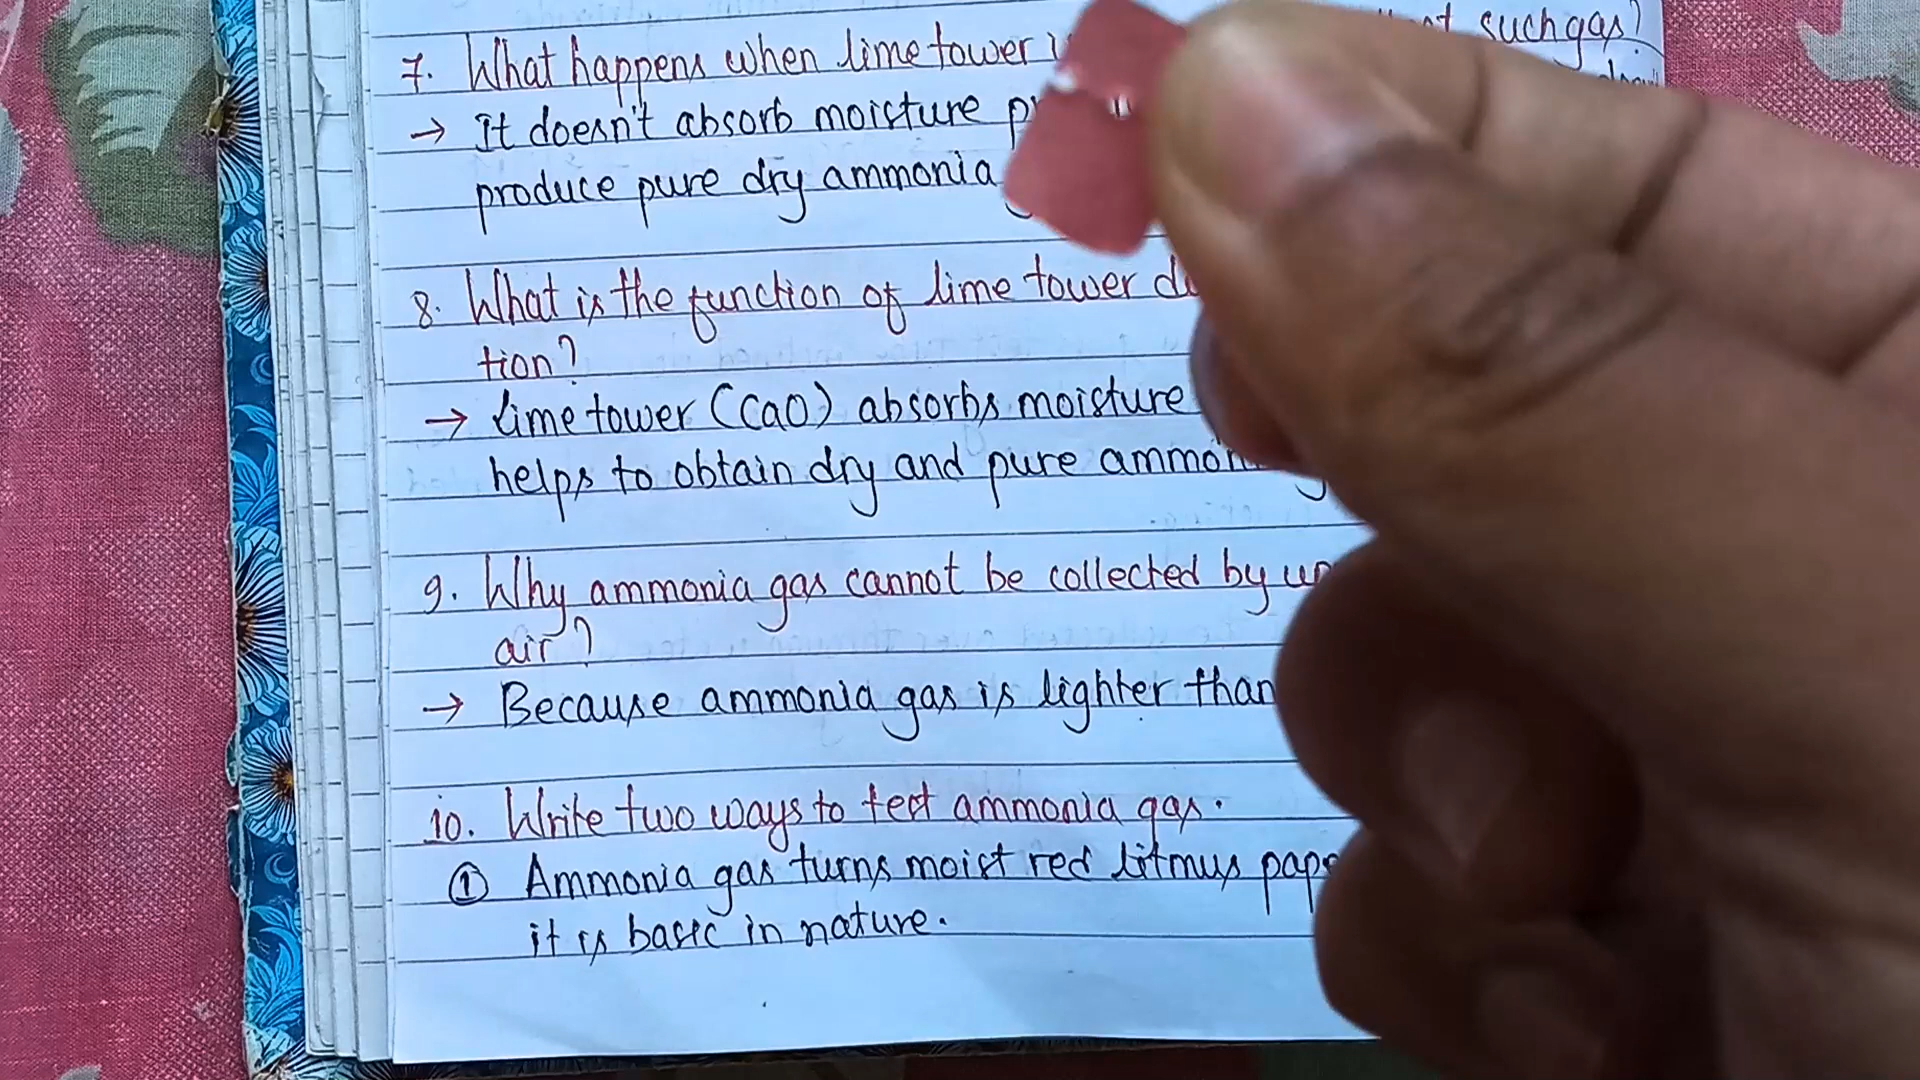 7. What happens when lime tower such gas?
→ It doesn't absorb moisture
produce pure dry ammonia
8. What is the function of lime tower
tion?
→ lime tower (CaO) absorbs moisture
helps to obtain dry and pure
9. Why ammonia gas cannot be collected by
air?
→ Because ammonia gas is lighter than
10. Write two ways to test ammonia gas.
① Ammonia gas turns moist red litmus
it is basic in nature.